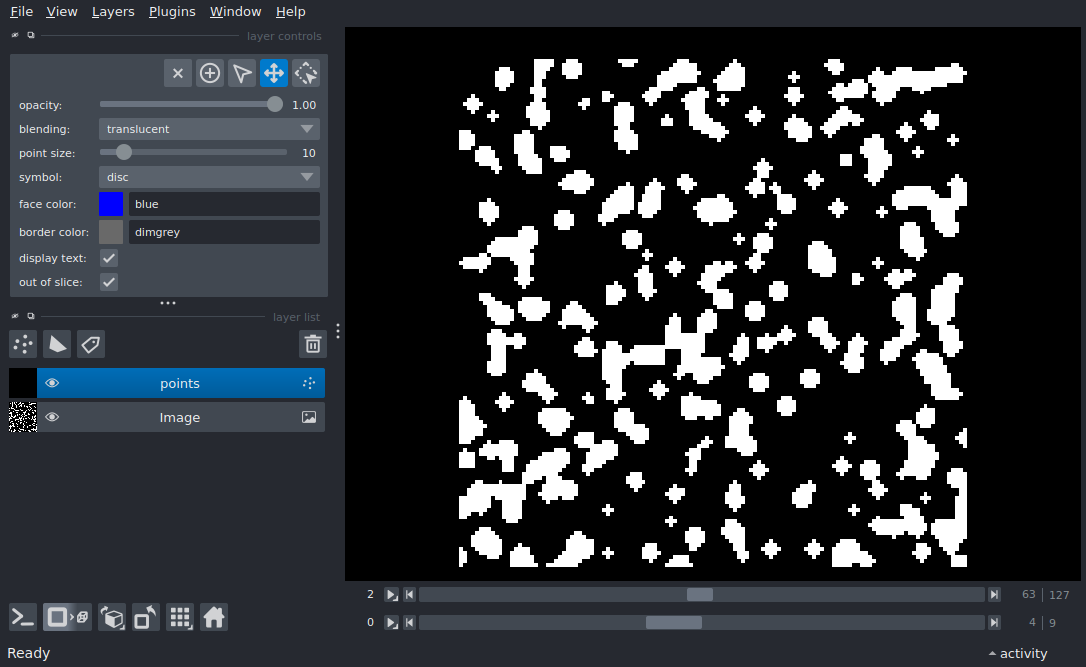 File View Layers Plugins Window Help
layer controls
opacity: 1.00
blending: translucent
point size: 10
symbol: disc
face color: blue
border color: dimgrey
display text:
out of slice:
layer list
points
Image
2 63 127
0 4 9
Ready activity